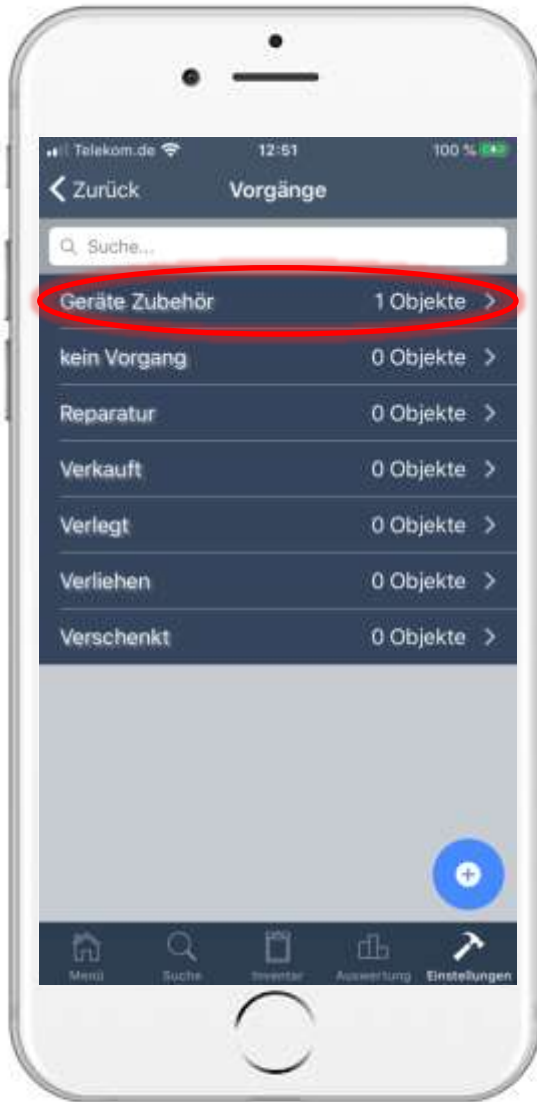 Telekom.de 12:51 100 %
Zurück Vorgänge
Suche...
Geräte Zubehör 1 Objekte
kein Vorgang 0 Objekte
Reparatur 0 Objekte
Verkauft 0 Objekte
Verlegt 0 Objekte
Verliehen 0 Objekte
Verschenkt 0 Objekte
Menü Suche Inventar Auswertung Einstellungen